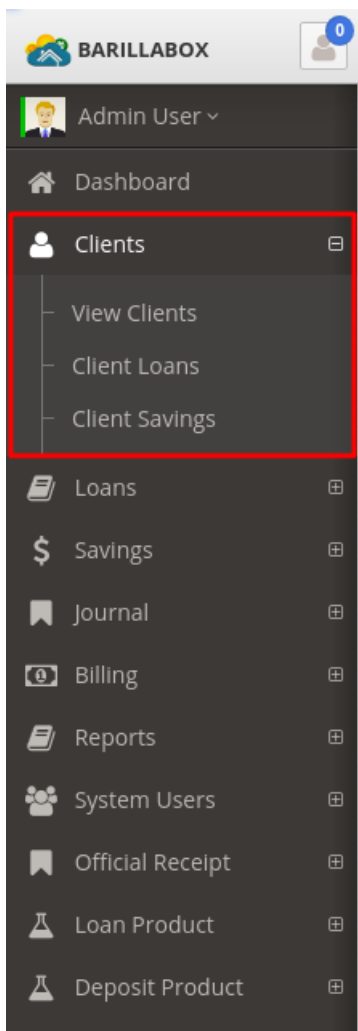 BARILLABOX
0
Admin User
Dashboard
Clients
View Clients
Client Loans
Client Savings
Loans
Savings
Journal
Billing
Reports
System Users
Official Receipt
Loan Product
Deposit Product